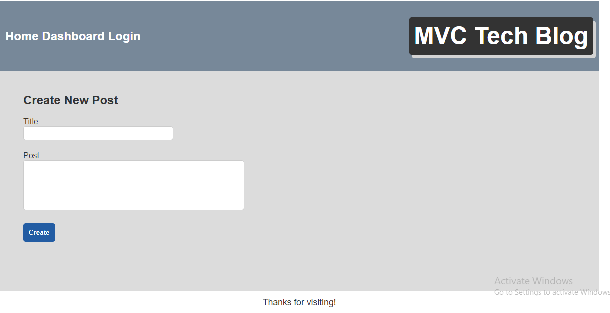 Home Dashboard Login
MVC Tech Blog
Create New Post
Title
Post
Create
Activate Windows
Go to Settings to activate Windows
Thanks for visiting!